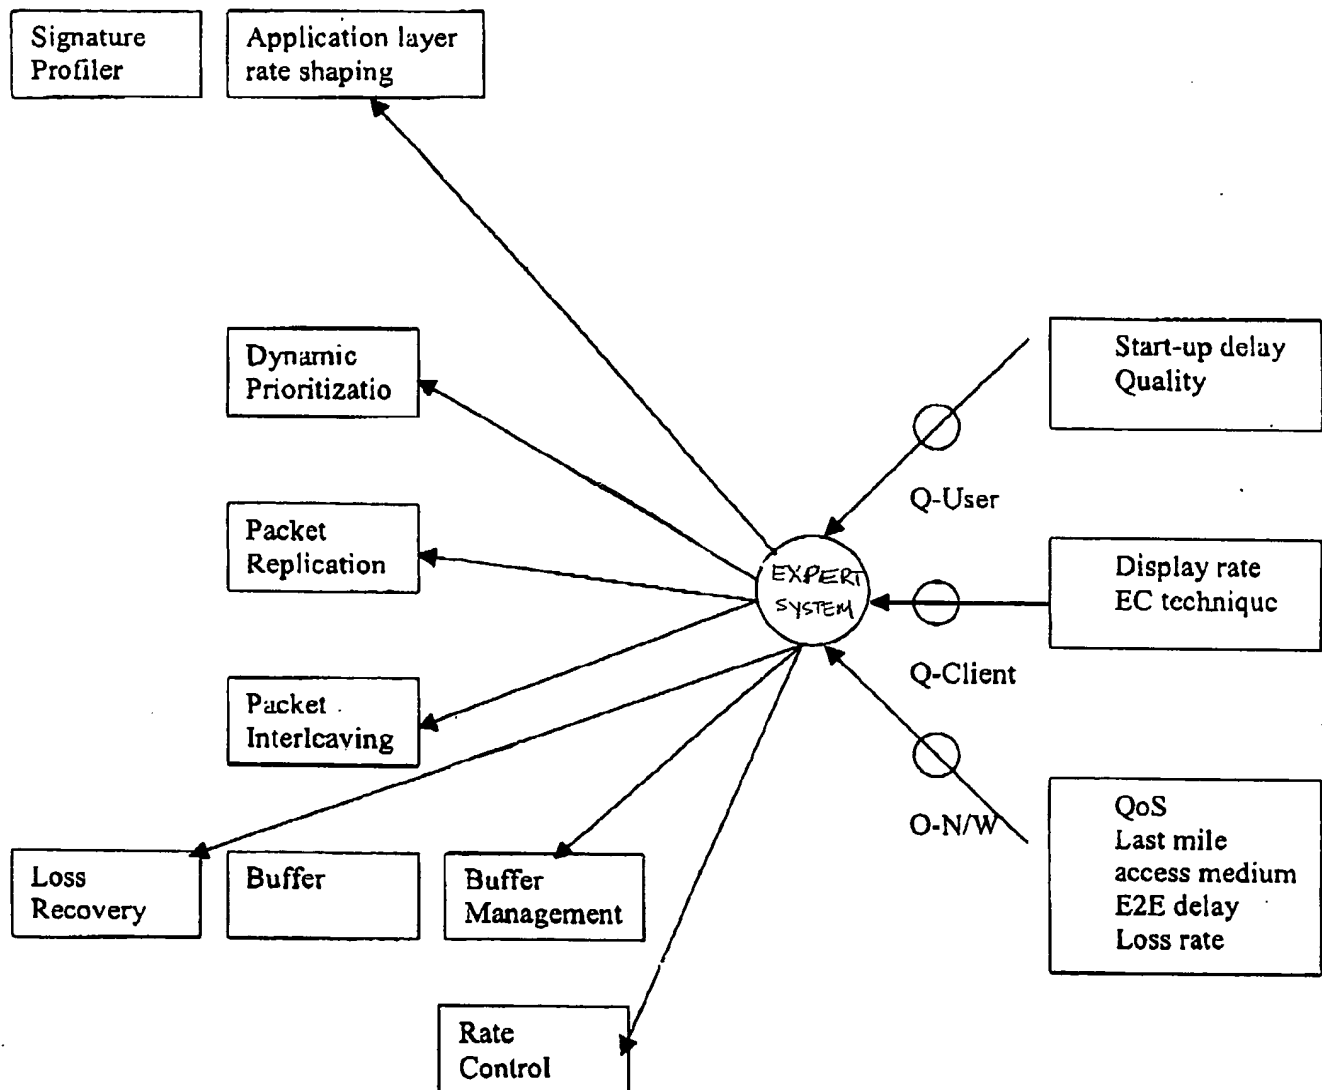 Signature
Profiler
Application layer
rate shaping
Dynamic
Prioritizatio
Start-up delay
Quality
Q-User
Packet
Replication
EXPERT
SYSTEM
Display rate
EC technique
Q-Client
Packet
Interleaving
O-N/W
QoS
Last mile
access medium
E2E delay
Loss rate
Loss
Recovery
Buffer
Buffer
Management
Rate
Control